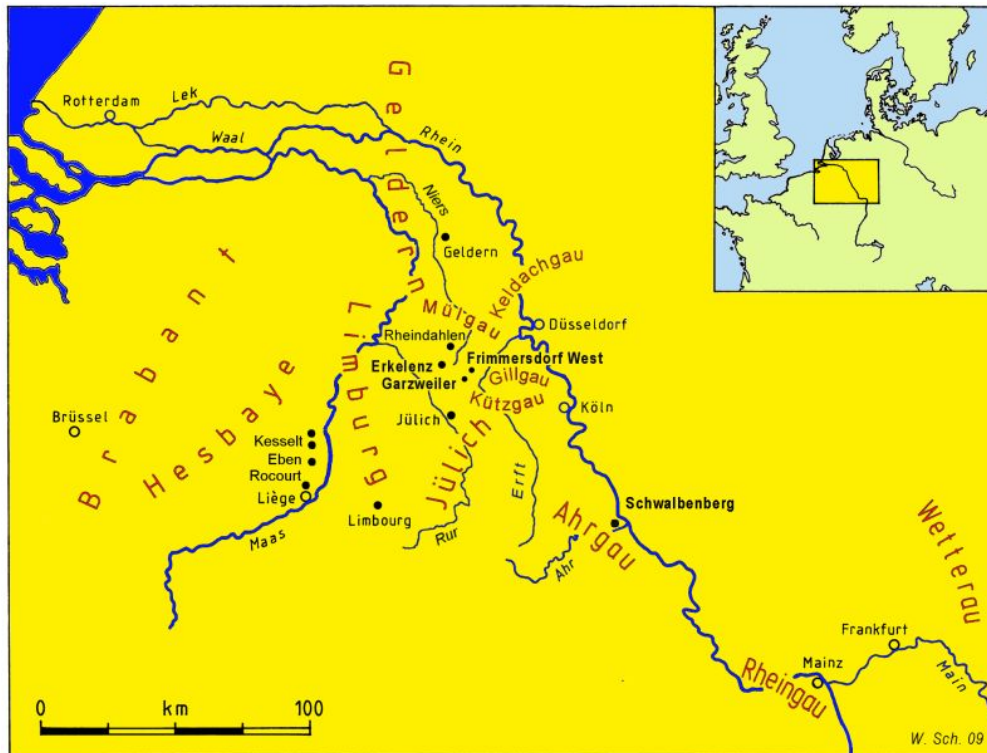 Geldern
Rotterdam
Lek
Waal
Rhein
Niers
Geldern
Keldachgau
Mülgau
Düsseldorf
Rheindahlen
Frimmersdorf West
Erkelenz
Gillgau
Garzweiler
Kützgau
Köln
Brabant
Limburg
Hesbaye
Brüssel
Jülich
Jülich
Kesselt
Eben
Rocourt
Liège
Erft
Limbourg
Schwalbenberg
Maas
Rur
Ahrgau
Ahr
Wetterau
Frankfurt
Mainz
Main
Rheingau
0 km 100
W. Sch. 09